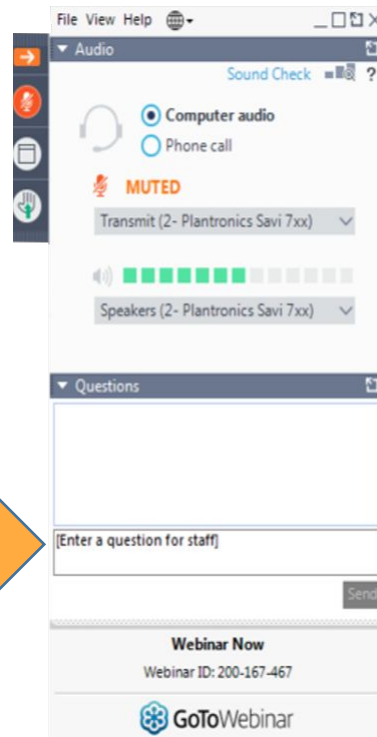 File View Help
Audio
Sound Check ?
Computer audio
Phone call
MUTED
Transmit (2- Plantronics Savi 7xx)
Speakers (2- Plantronics Savi 7xx)
Questions
[Enter a question for staff]
Send
Webinar Now
Webinar ID: 200-167-467
GoToWebinar